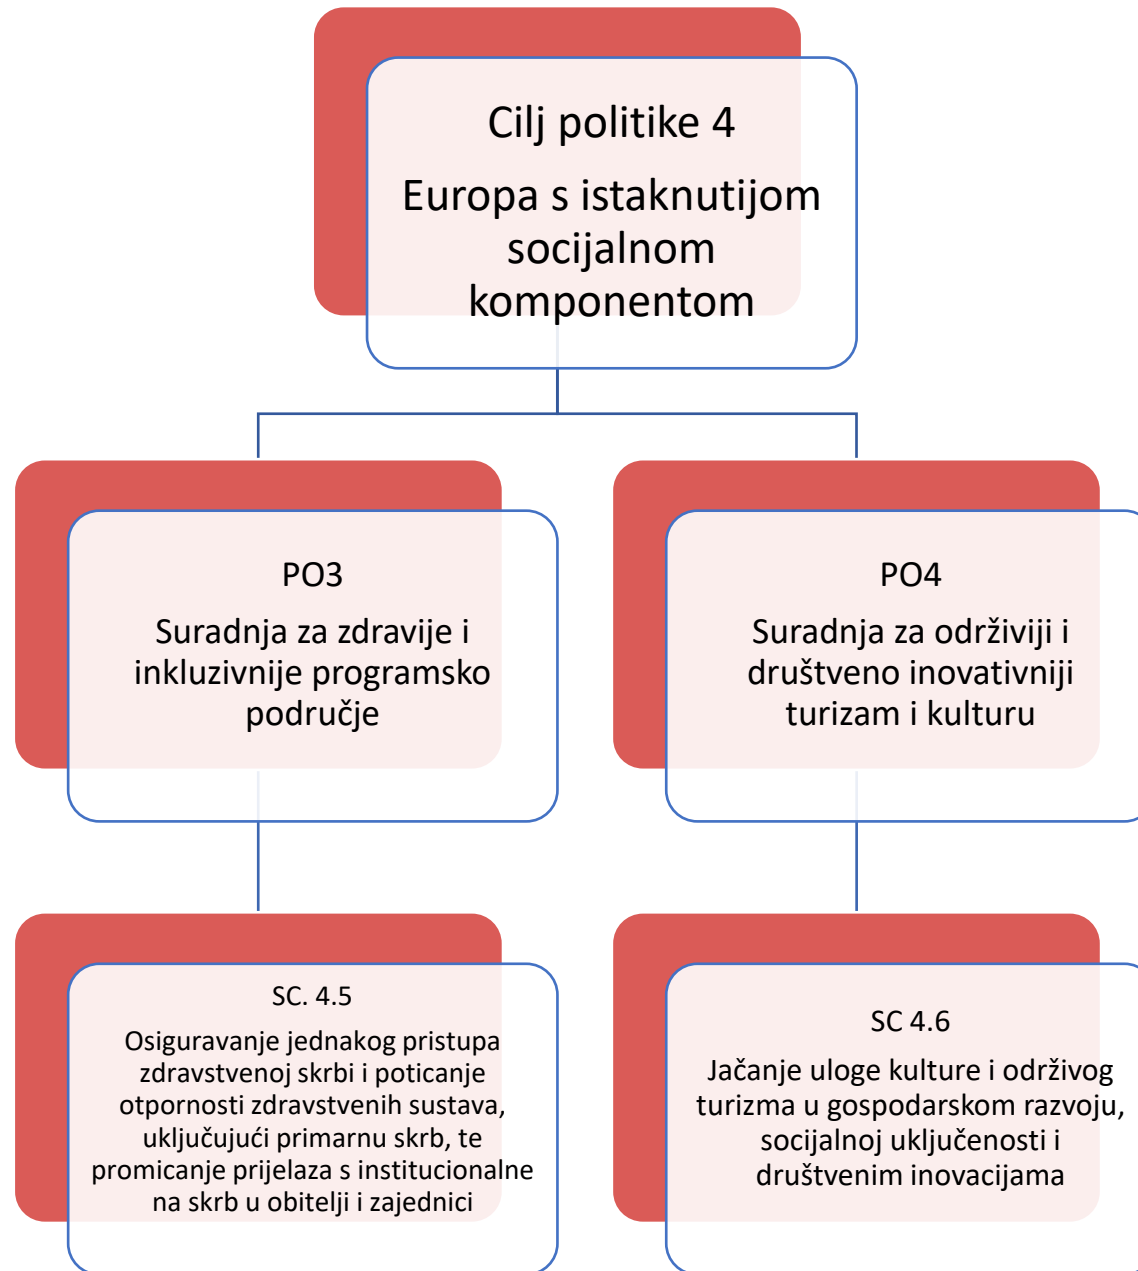 Cilj politike 4
Europa s istaknutijom
socijalnom
komponentom
PO3
Suradnja za zdravije i
inkluzivnije programsko
područje
PO4
Suradnja za održiviji i
društveno inovativniji
turizam i kulturu
SC. 4.5
Osiguravanje jednakog pristupa
zdravstvenoj skrbi i poticanje
otpornosti zdravstvenih sustava,
uključujući primarnu skrb, te
promicanje prijelaza s institucionalne
na skrb u obitelji i zajednici
SC 4.6
Jačanje uloge kulture i održivog
turizma u gospodarskom razvoju,
socijalnoj uključenosti i
društvenim inovacijama